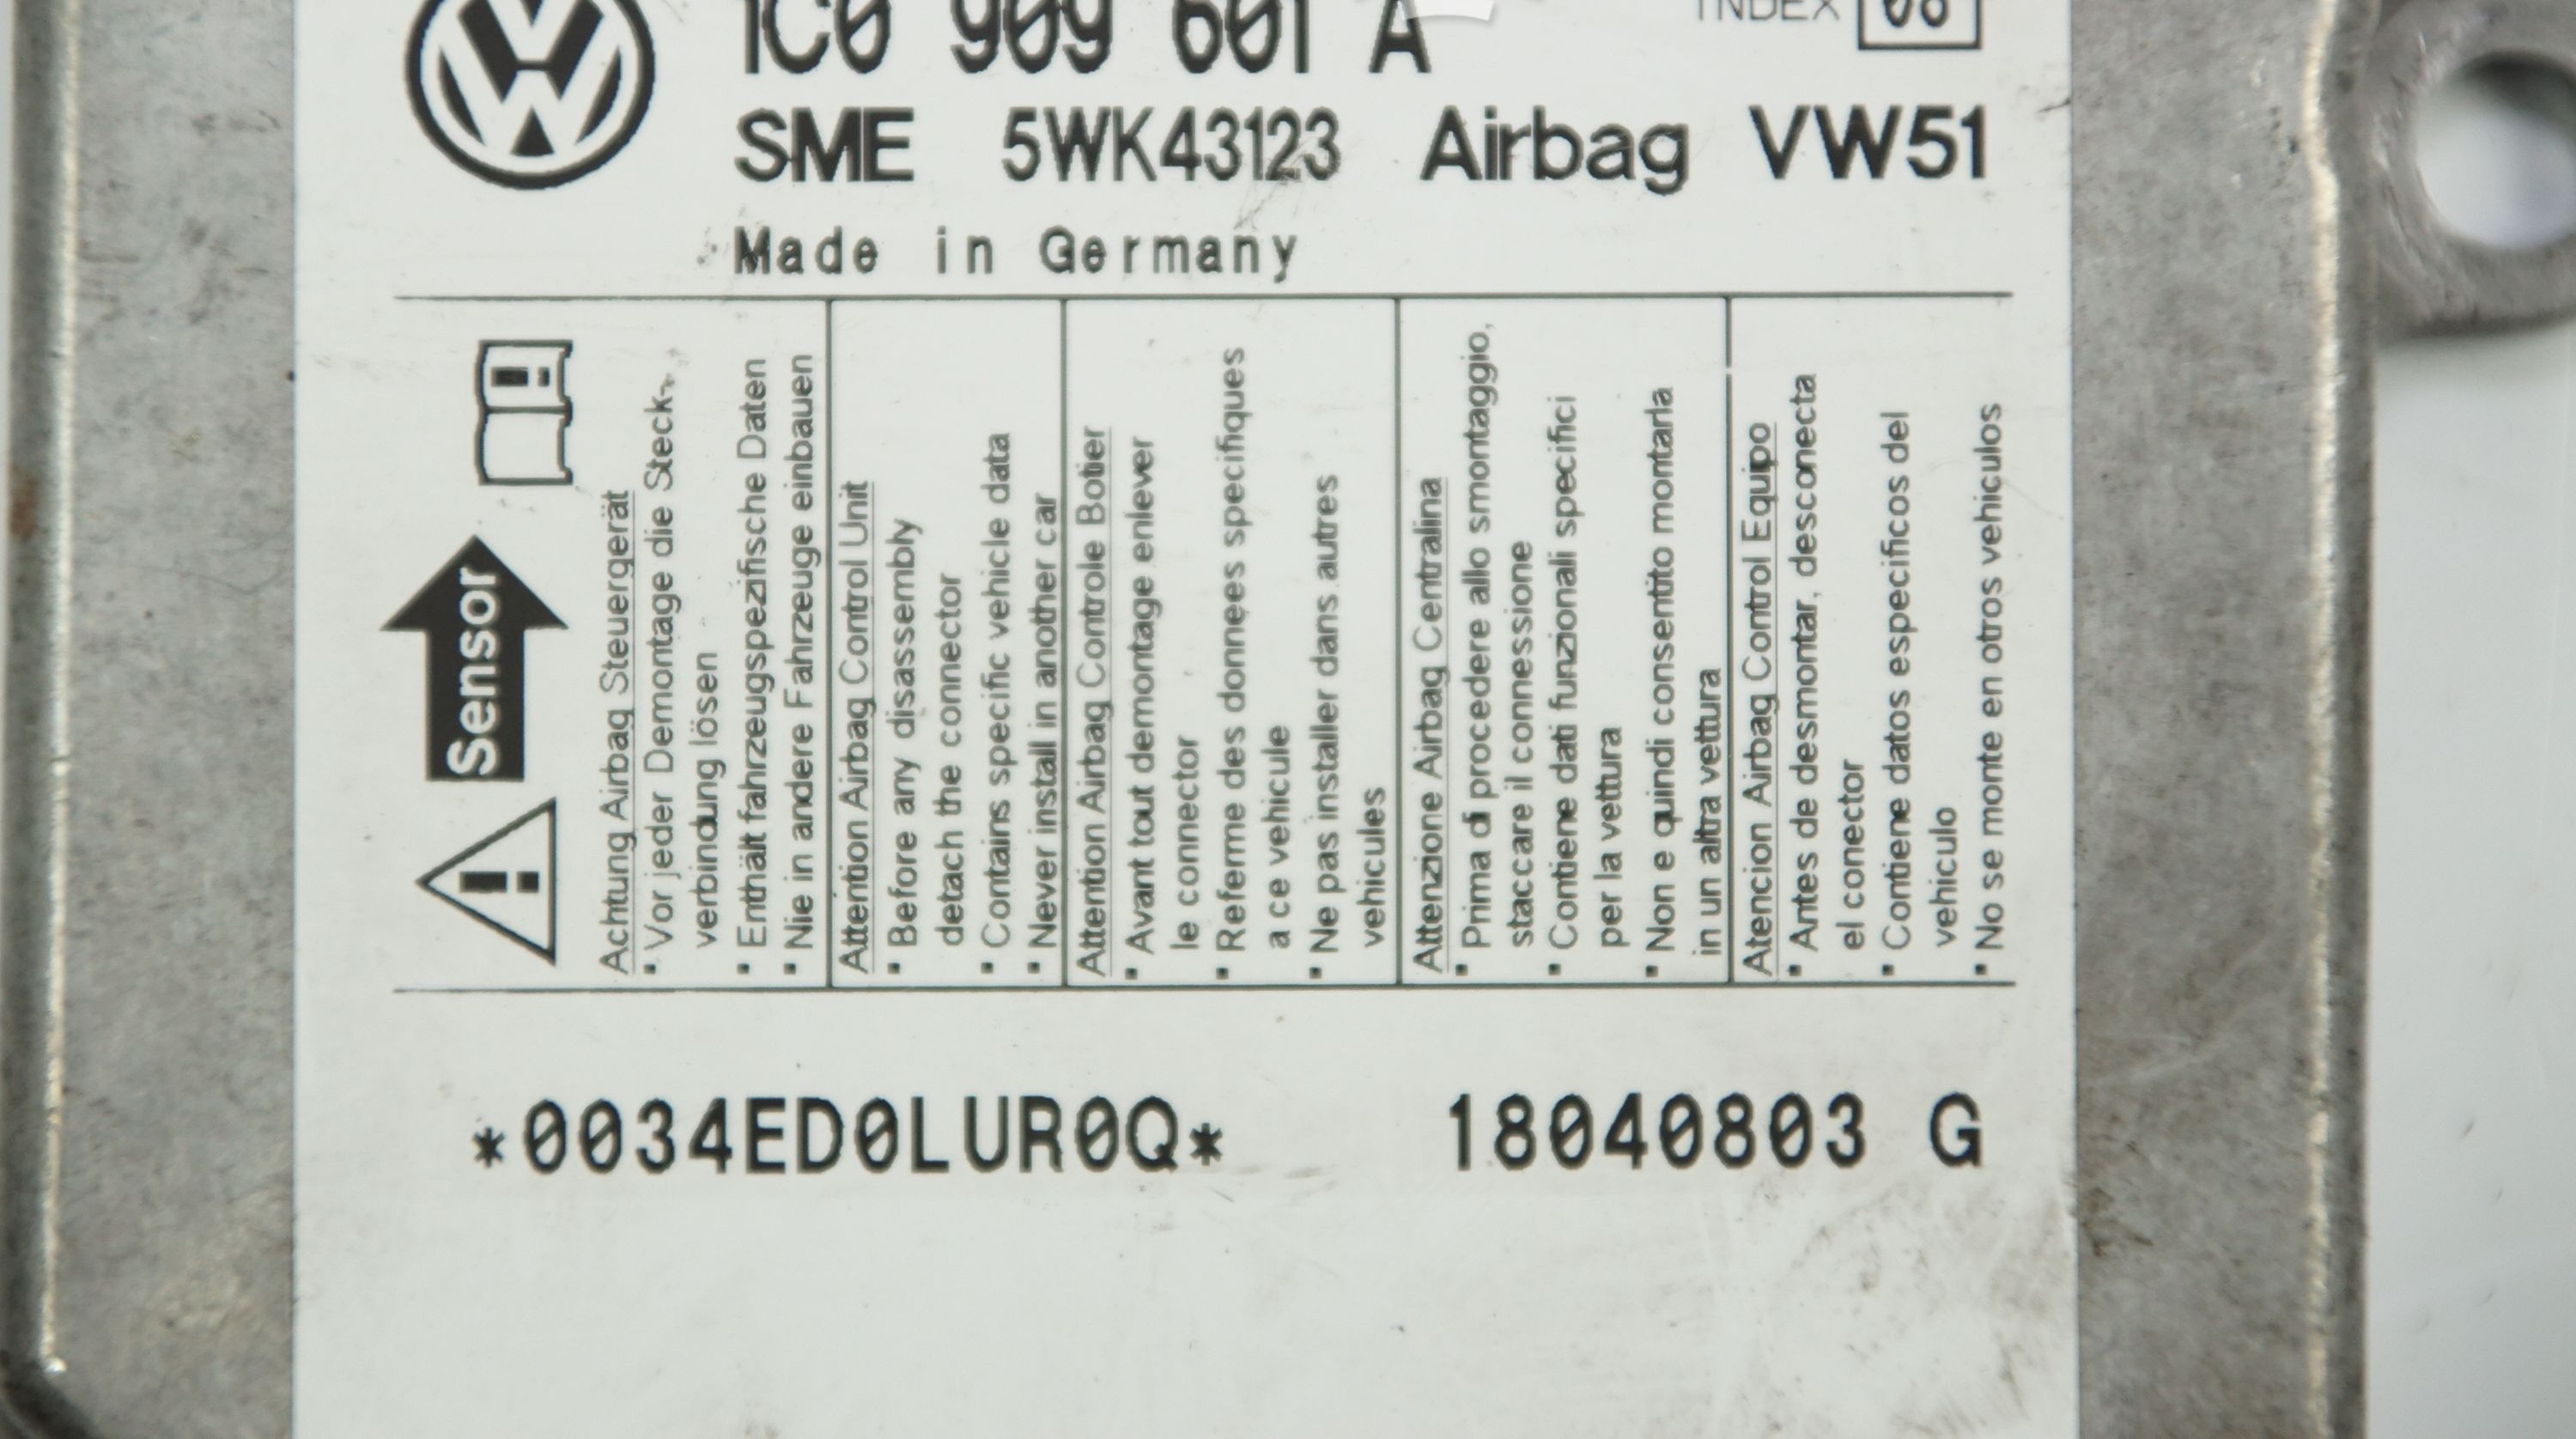 1C0 909 601 A
INDEX 08
SME 5WK43123 Airbag VW51
Made in Germany
Sensor
Achtung Airbag Steuergerät
▪ Vor jeder Demontage die Steck-
verbindung lösen
▪ Enthält fahrzeugspezifische Daten
▪ Nie in andere Fahrzeuge einbauen
Attention Airbag Control Unit
▪ Before any disassembly
detach the connector
▪ Contains specific vehicle data
▪ Never install in another car
Attention Airbag Controle Botier
▪ Avant tout demontage enlever
le connector
▪ Referme des donnees specifiques
a ce vehicule
▪ Ne pas installer dans autres
vehicules
Attenzione Airbag Centralina
▪ Prima di procedere allo smontaggio,
staccare il connessione
▪ Contiene dati funzionali specifici
per la vettura
▪ Non e quindi consentito montarla
in un altra vettura
Atencion Airbag Control Equipo
▪ Antes de desmontar, desconecta
el conector
▪ Contiene datos especificos del
vehiculo
▪ No se monte en otros vehiculos
*0034ED0LUR0Q* 18040803 G